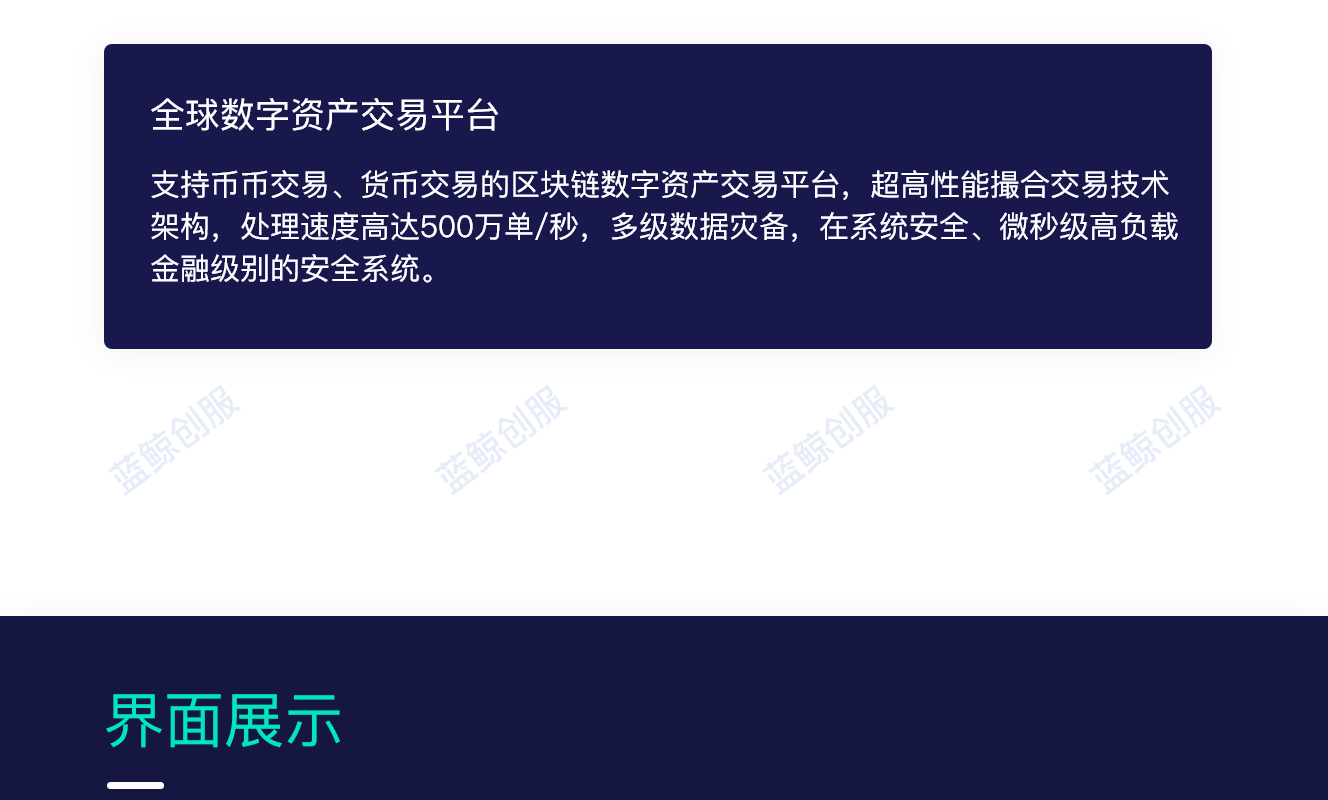 全球数字资产交易平台
支持币币交易、货币交易的区块链数字资产交易平台，超高性能撮合交易技术
架构，处理速度高达500万单/秒，多级数据灾备，在系统安全、微秒级高负载
金融级别的安全系统。
蓝鲸创服 蓝鲸创服 蓝鲸创服 蓝鲸创服
界面展示